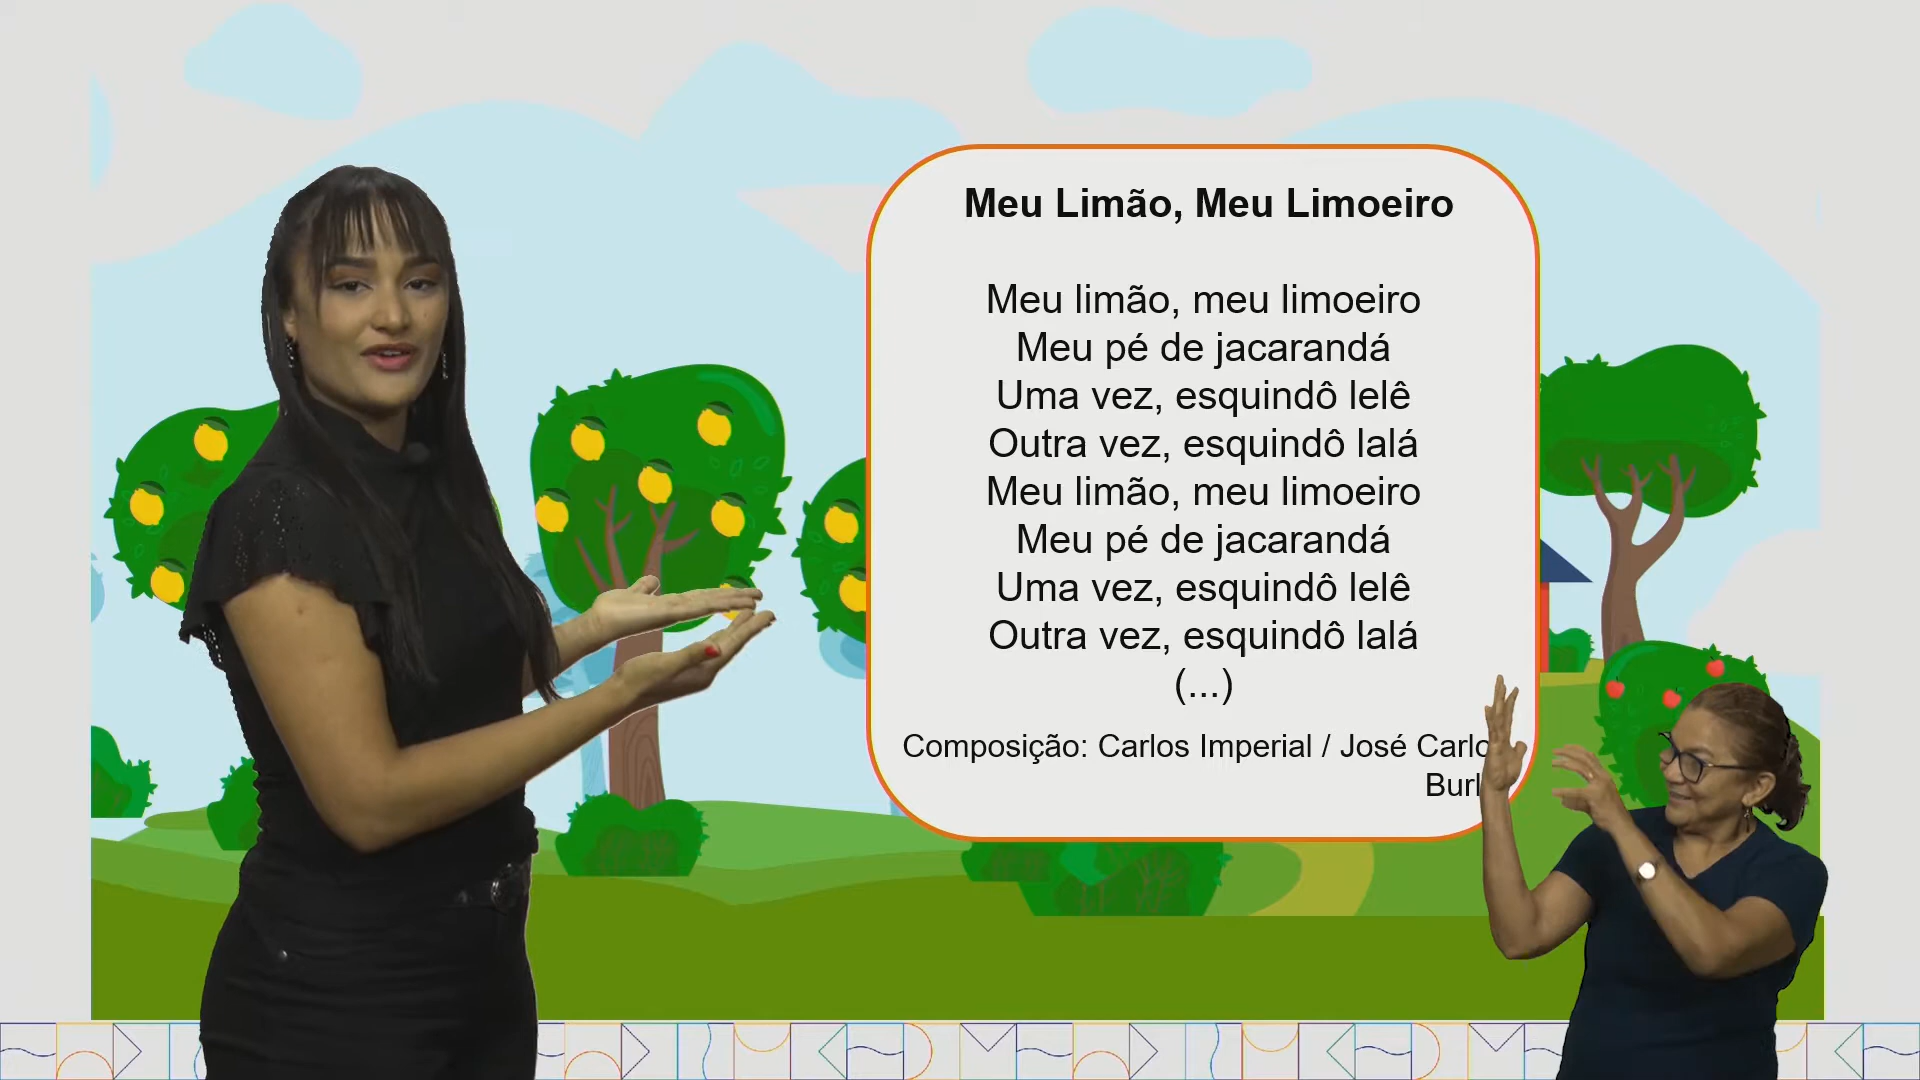 Meu Limão, Meu Limoeiro
Meu limão, meu limoeiro
Meu pé de jacarandá
Uma vez, esquindô lelê
Outra vez, esquindô lalá
Meu limão, meu limoeiro
Meu pé de jacarandá
Uma vez, esquindô lelê
Outra vez, esquindô lalá
(...)
Composição: Carlos Imperial / José